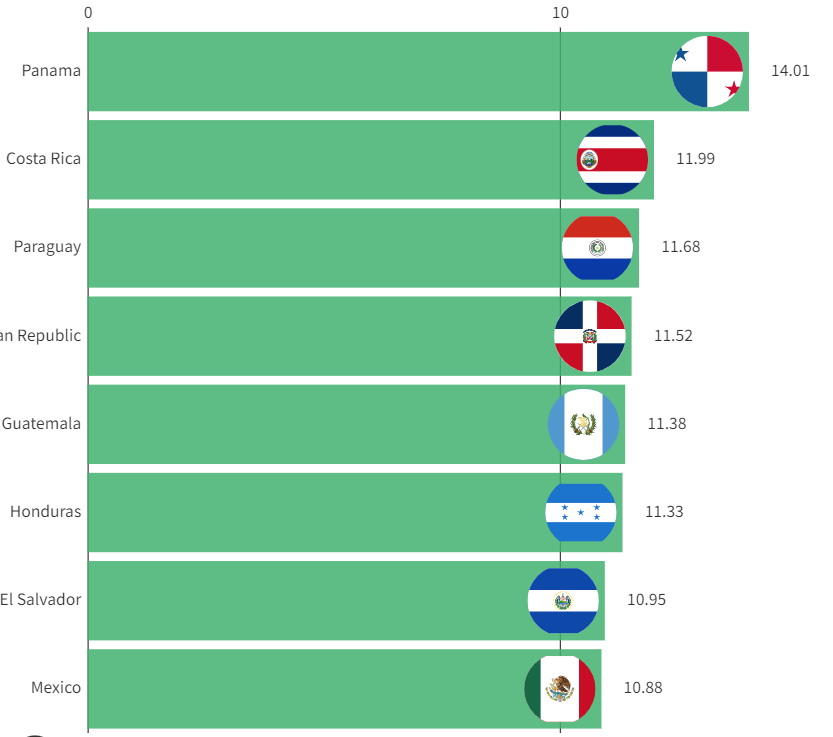 0 10
Panama 14.01
Costa Rica 11.99
Paraguay 11.68
an Republic 11.52
Guatemala 11.38
Honduras 11.33
El Salvador 10.95
Mexico 10.88